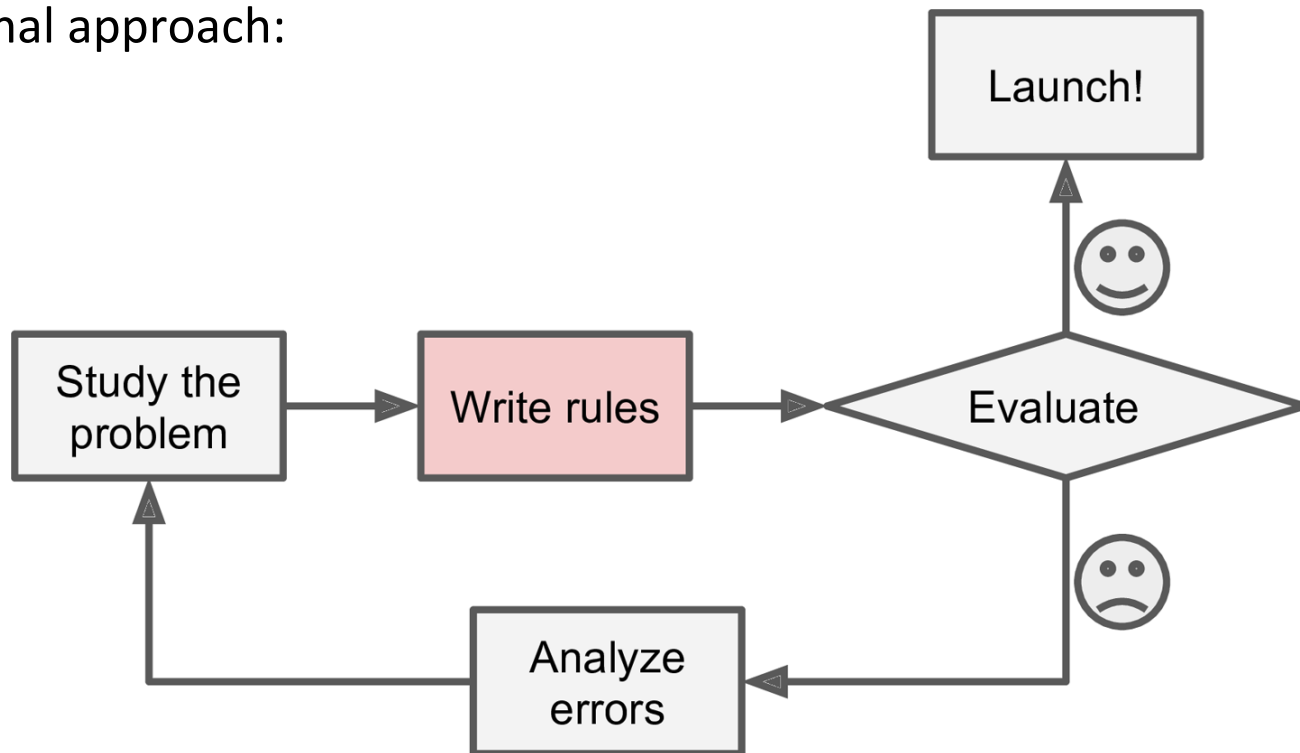 nal approach:
Launch!
Study the
problem
Write rules
Evaluate
Analyze
errors